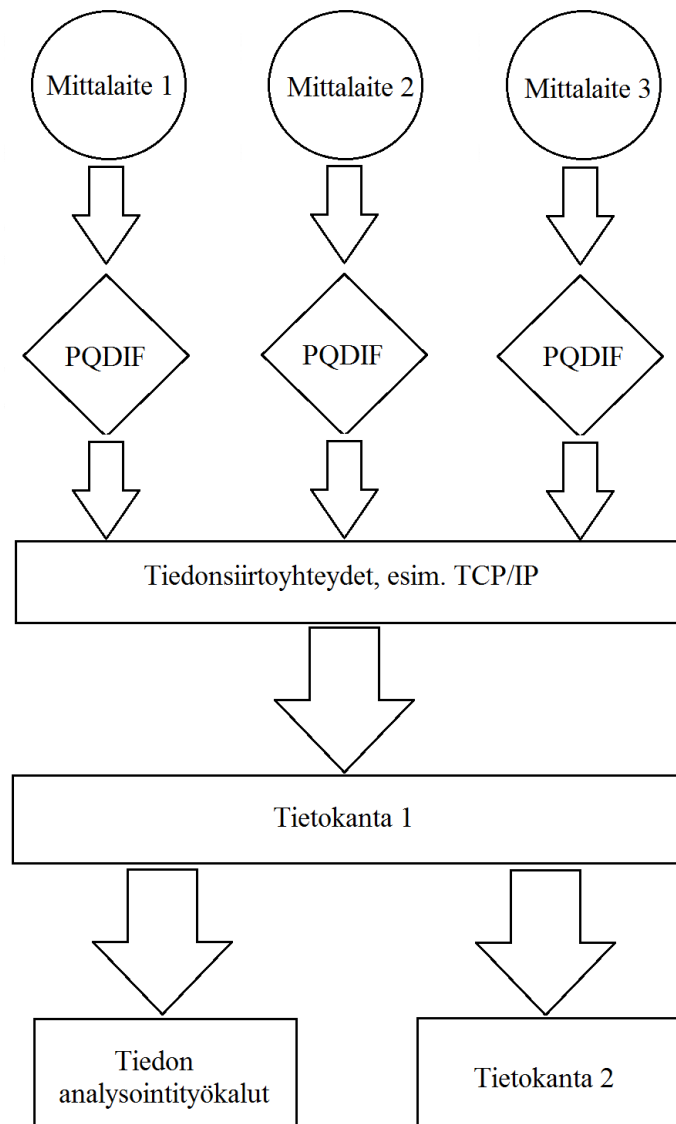 Mittalaite 1
Mittalaite 2
Mittalaite 3
PQDIF
PQDIF
PQDIF
Tiedonsiirtoyhteydet, esim. TCP/IP
Tietokanta 1
Tiedon
analysointityökalut
Tietokanta 2